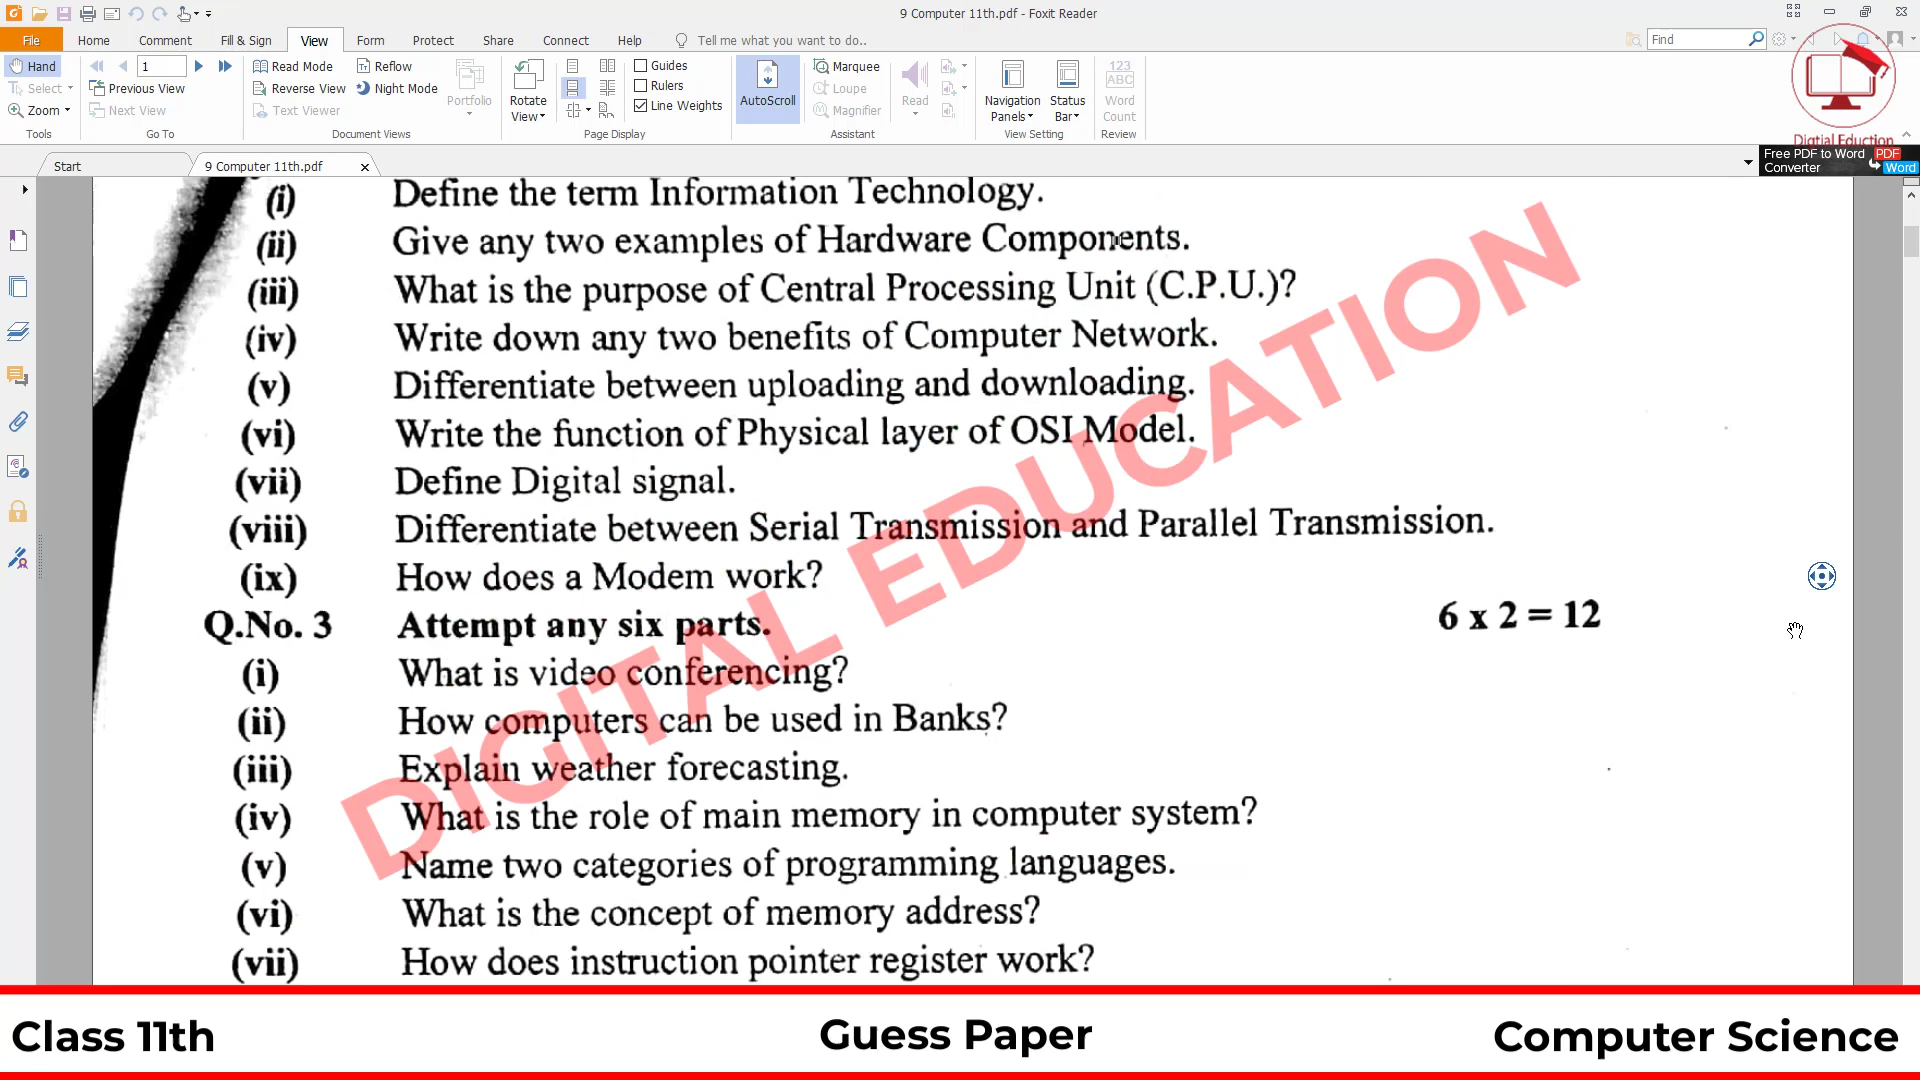 9 Computer 11th.pdf - Foxit Reader
File Home Comment Fill & Sign View Form Protect Share Connect Help Tell me what you want to do.. Find
Hand 1 Read Mode Reflow Guides Marquee 123
Select Previous View Reverse View Night Mode Portfolio Rotate View Rulers AutoScroll Loupe Read Navigation Panels Status Bar ABC Word Count
Zoom Next View Text Viewer Line Weights Magnifier
Tools Go To Document Views Page Display Assistant View Setting Review
Digtial Eduction
Start 9 Computer 11th.pdf
Free PDF to Word Converter PDF Word
(i) Define the term Information Technology.
(ii) Give any two examples of Hardware Components.
(iii) What is the purpose of Central Processing Unit (C.P.U.)?
(iv) Write down any two benefits of Computer Network.
(v) Differentiate between uploading and downloading.
(vi) Write the function of Physical layer of OSI Model.
(vii) Define Digital signal.
(viii) Differentiate between Serial Transmission and Parallel Transmission.
(ix) How does a Modem work?
Q.No. 3 Attempt any six parts. 6 x 2 = 12
(i) What is video conferencing?
(ii) How computers can be used in Banks?
(iii) Explain weather forecasting.
(iv) What is the role of main memory in computer system?
(v) Name two categories of programming languages.
(vi) What is the concept of memory address?
(vii) How does instruction pointer register work?
DIGITAL EDUCATION
Class 11th Guess Paper Computer Science